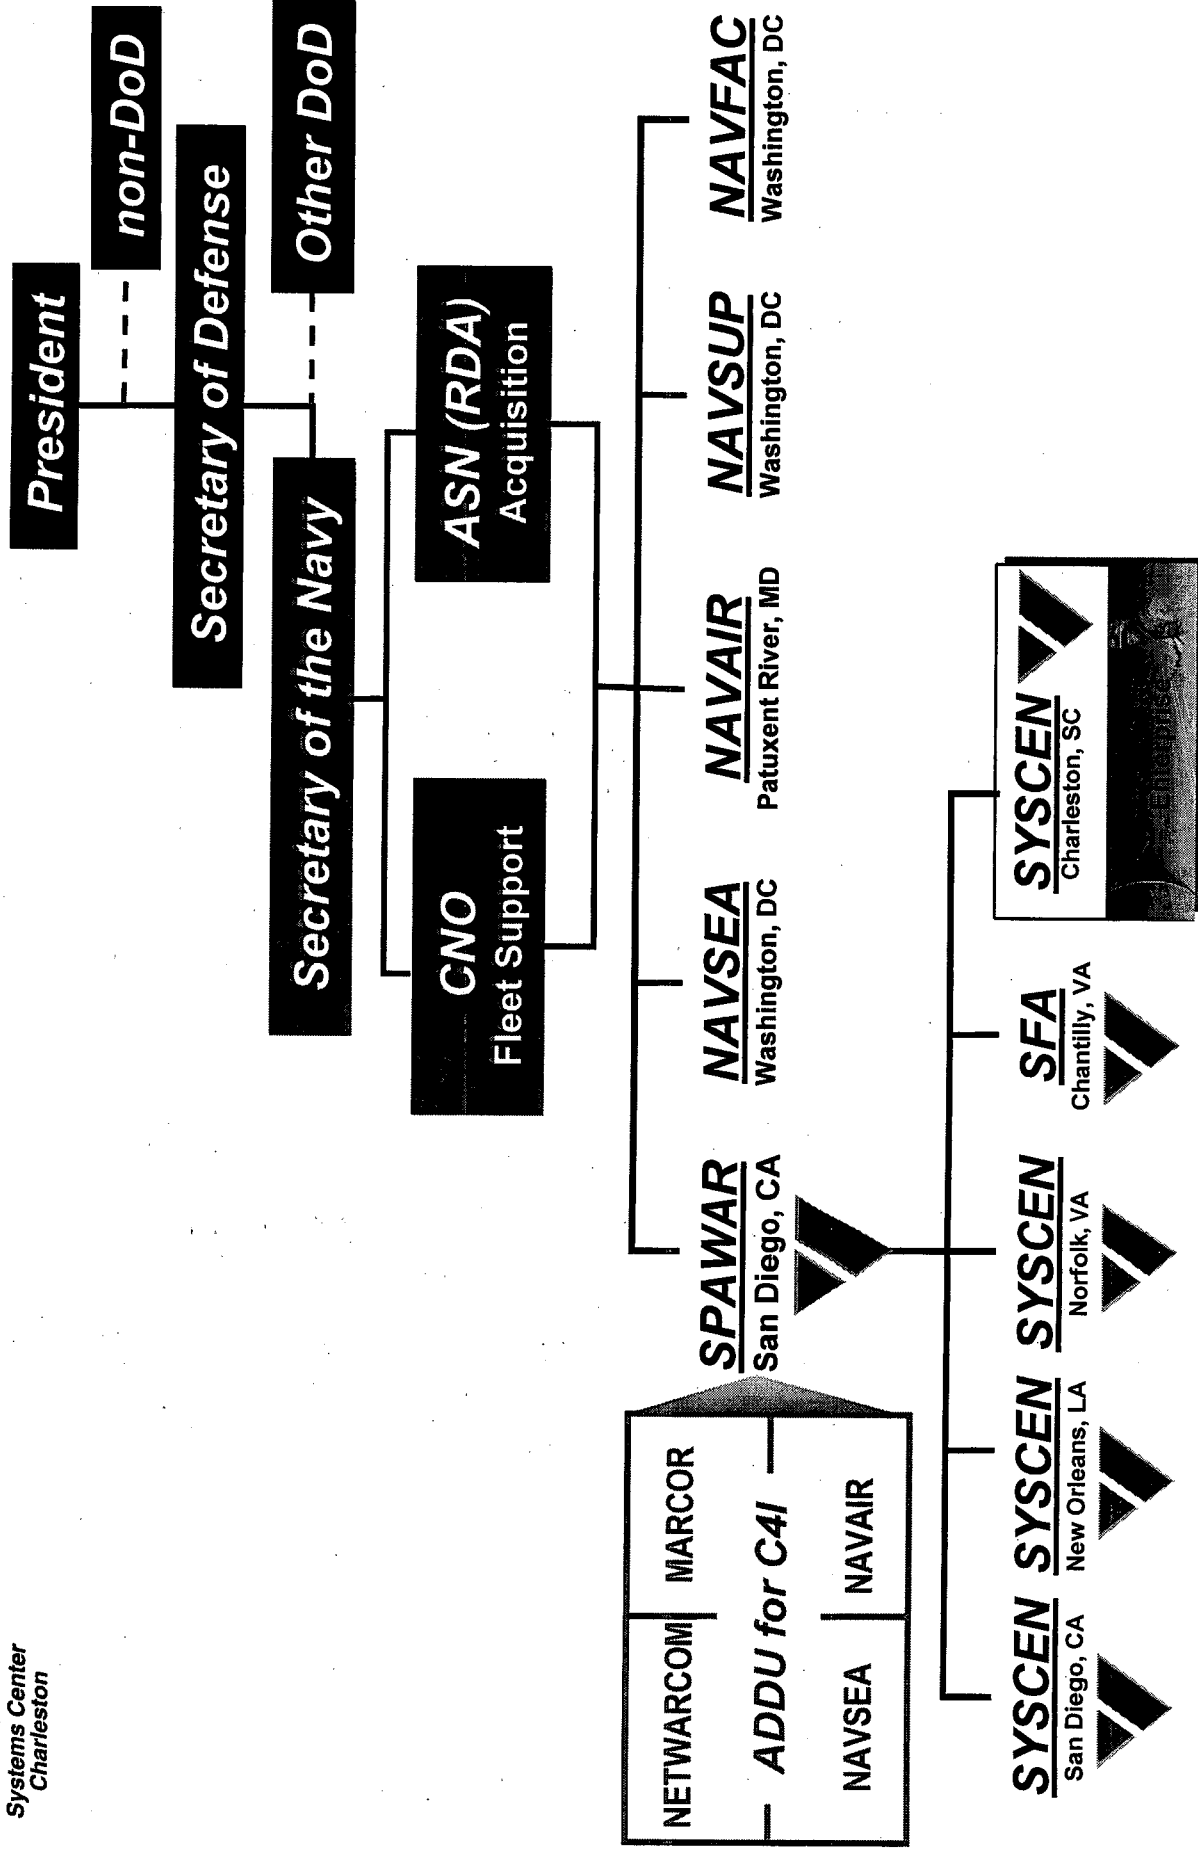 Systems Center
Charleston
President
non-DoD
Secretary of Defense
Secretary of the Navy
Other DoD
CNO
Fleet Support
ASN (RDA)
Acquisition
SPAWAR
San Diego, CA
NAVSEA
Washington, DC
NAVAIR
Patuxent River, MD
NAVSUP
Washington, DC
NAVFAC
Washington, DC
NETWARCOM
MARCOR
ADDU for C4I
NAVSEA
NAVAIR
SYSCEN
San Diego, CA
SYSCEN
New Orleans, LA
SYSCEN
Norfolk, VA
SFA
Chantilly, VA
SYSCEN
Charleston, SC
Enterprise